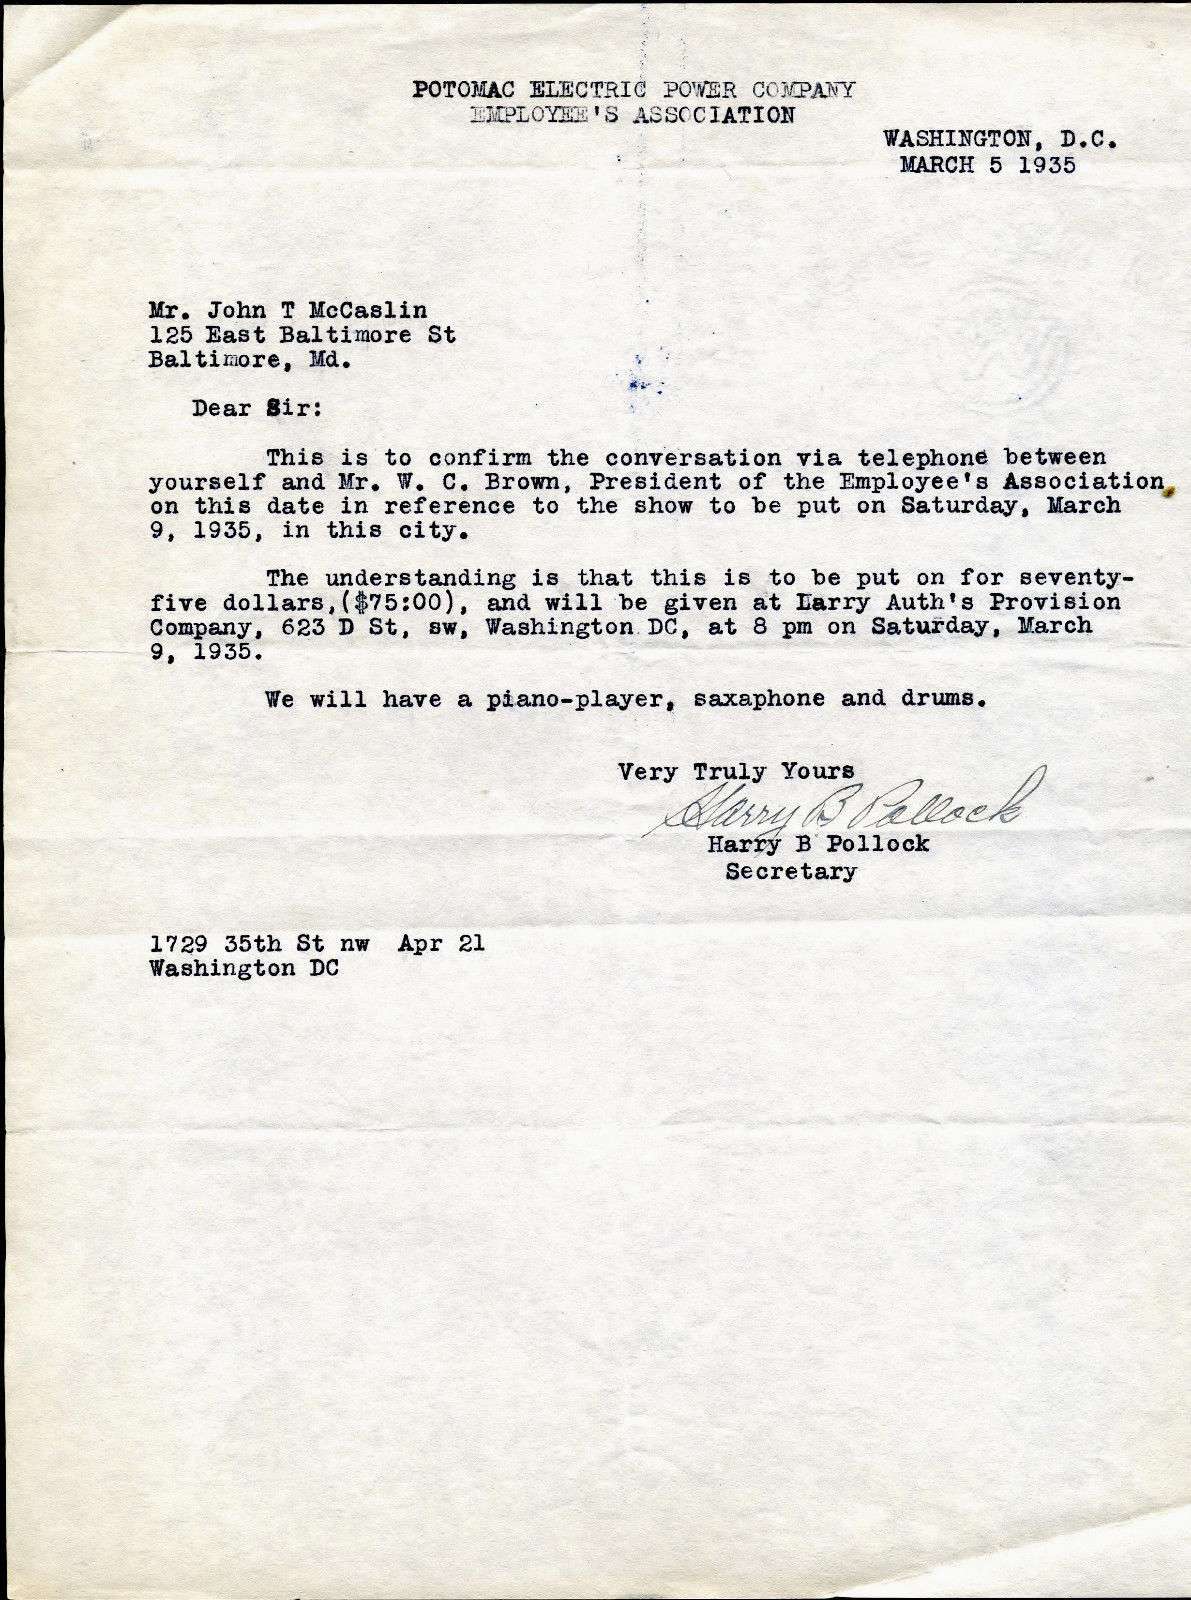 POTOMAC ELECTRIC POWER COMPANY
EMPLOYEE'S ASSOCIATION
WASHINGTON, D.C.
MARCH 5 1935
Mr. John T McCaslin
125 East Baltimore St
Baltimore, Md.
Dear Sir:
This is to confirm the conversation via telephone between
yourself and Mr. W. C. Brown, President of the Employee's Association,
on this date in reference to the show to be put on Saturday, March
9, 1935, in this city.
The understanding is that this is to be put on for seventy-
five dollars,($75:00), and will be given at Larry Auth's Provision
Company, 623 D St, sw, Washington DC, at 8 pm on Saturday, March
9, 1935.
We will have a piano-player, saxaphone and drums.
Very Truly Yours
Harry B Pollock
Harry B Pollock
Secretary
1729 35th St nw Apr 21
Washington DC